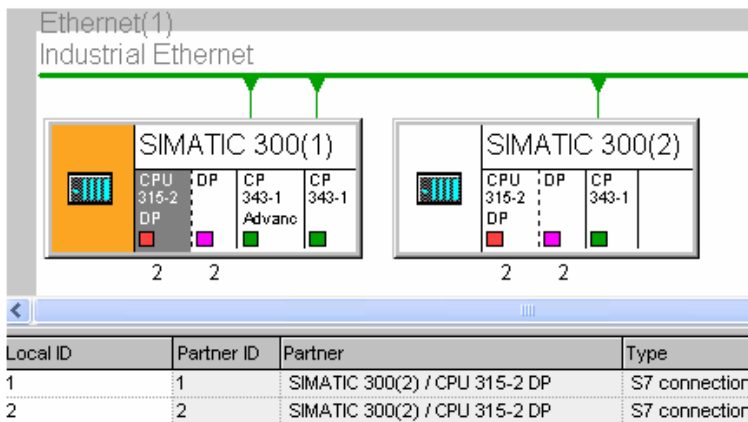 Ethernet(1)
Industrial Ethernet
SIMATIC 300(1)
CPU 315-2 DP
DP
CP 343-1 Advanc
CP 343-1
2
2
SIMATIC 300(2)
CPU 315-2 DP
DP
CP 343-1
2
2
Local ID Partner ID Partner Type
1 1 SIMATIC 300(2) / CPU 315-2 DP S7 connection
2 2 SIMATIC 300(2) / CPU 315-2 DP S7 connection